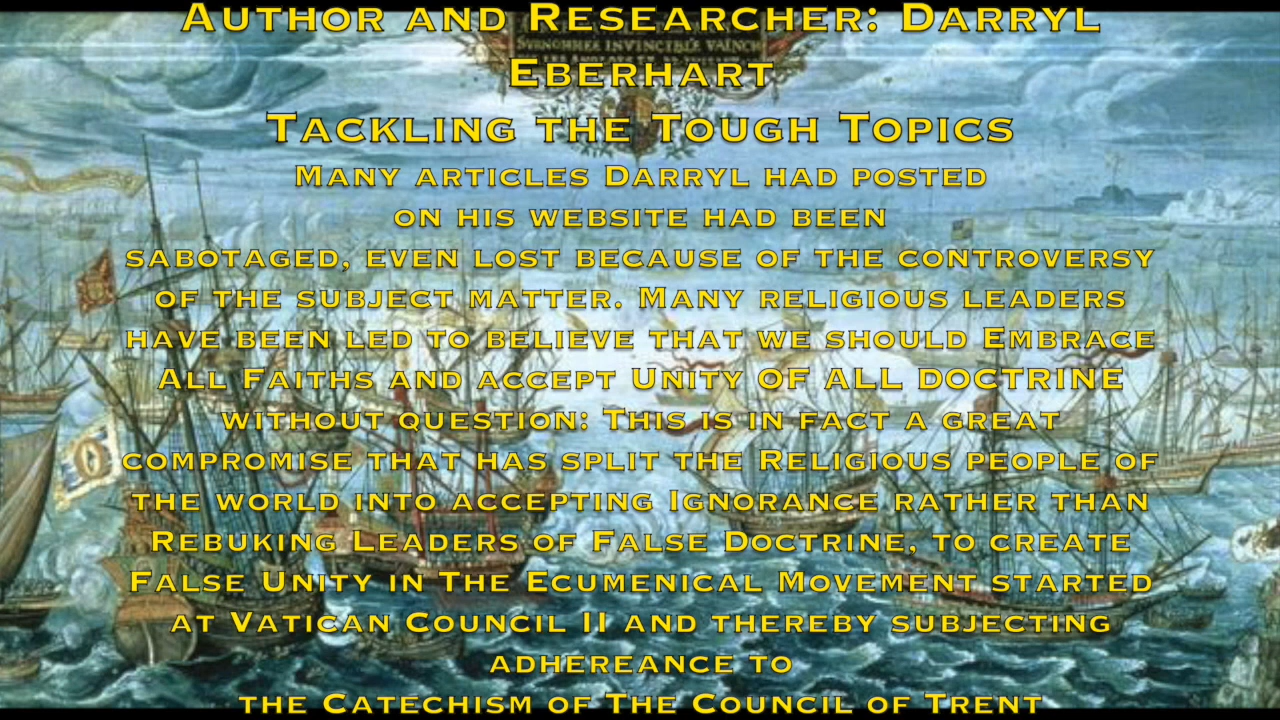 Author and Researcher: Darryl
Eberhart
Tackling the Tough Topics
Many articles Darryl had posted
on his website had been
sabotaged, even lost because of the controversy
of the subject matter. Many religious leaders
have been led to believe that we should Embrace
All Faiths and accept Unity OF ALL DOCTRINE
without question: This is in fact a great
compromise that has split the Religious people of
the world into accepting Ignorance rather than
Rebuking Leaders of False Doctrine, to create
False Unity in The Ecumenical Movement started
at Vatican Council II and thereby subjecting
adhereance to
the Catechism of The Council of Trent
SVRNOMMEE INVINCIBLE VAINCV